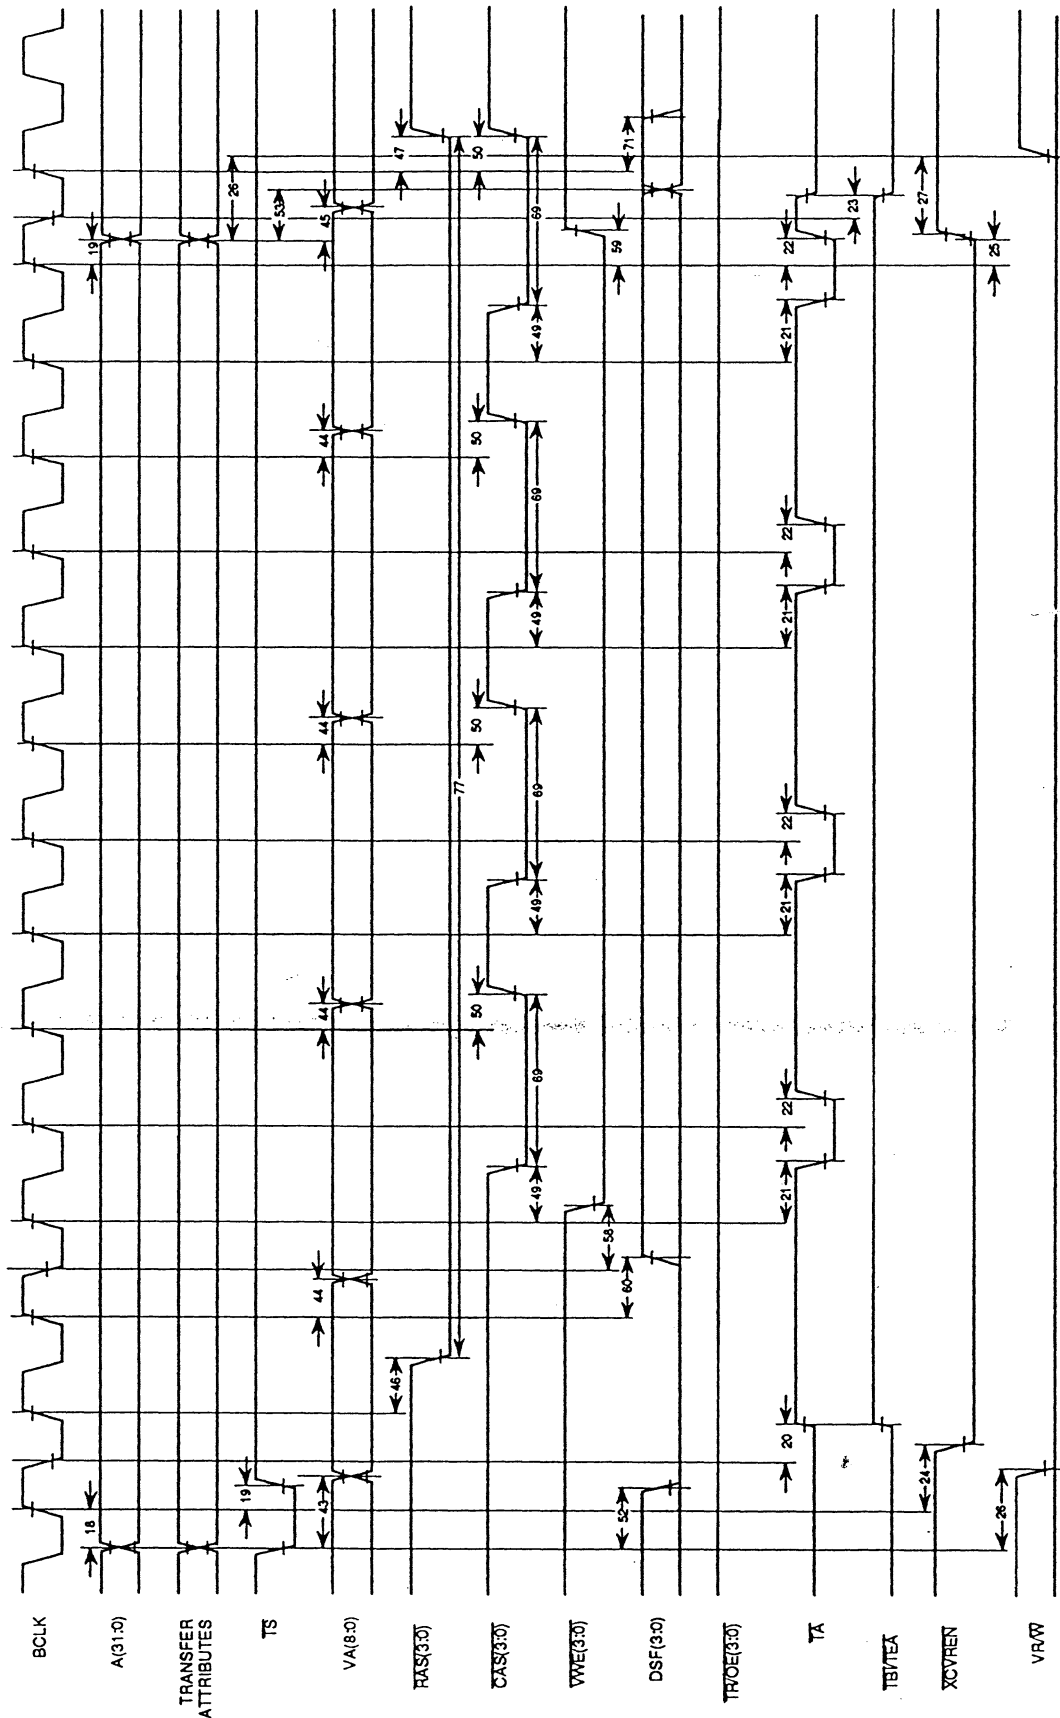 BCLK
A(31:0) 18 19
TRANSFER
ATTRIBUTES 26
TS 19 53
VA(8:0) 43 44 44 44 44 45
RAS(3:0) 46 47
77
CAS(3:0) 50 50 50 50
49 69 49 69 49 69 49 69
VWE(3:0) 58 59
DSF(3:0) 52 60 71
TR/OE(3:0)
TA 20 21 22 21 22 21 22 21 22
TBI/TEA 23
XCVREN 24 27
25
VR/W 26